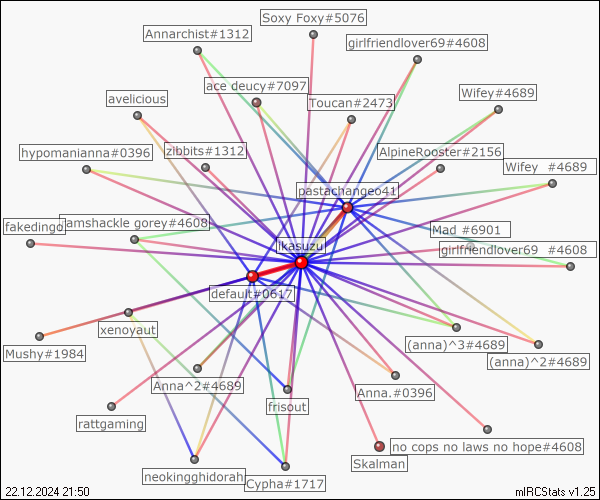 Soxy Foxy#5076
Annarchist#1312
girlfriendlover69#4608
ace deucy#7097
Wifey#4689
avelicious
Toucan#2473
zibbits#1312
AlpineRooster#2156
hypomanianna#0396
Wifey  #4689
pastachangeo41
fakedingo
amshackle gorey#4608
Mad #6901
ikasuzu
girlfriendlover69  #4608
default#0617
xenoyaut
(anna)^3#4689
Mushy#1984
(anna)^2#4689
Anna^2#4689
Anna.#0396
frisout
rattgaming
no cops no laws no hope#4608
Skalman
neokingghidorah
Cypha#1717
22.12.2024 21:50
mIRCStats v1.25